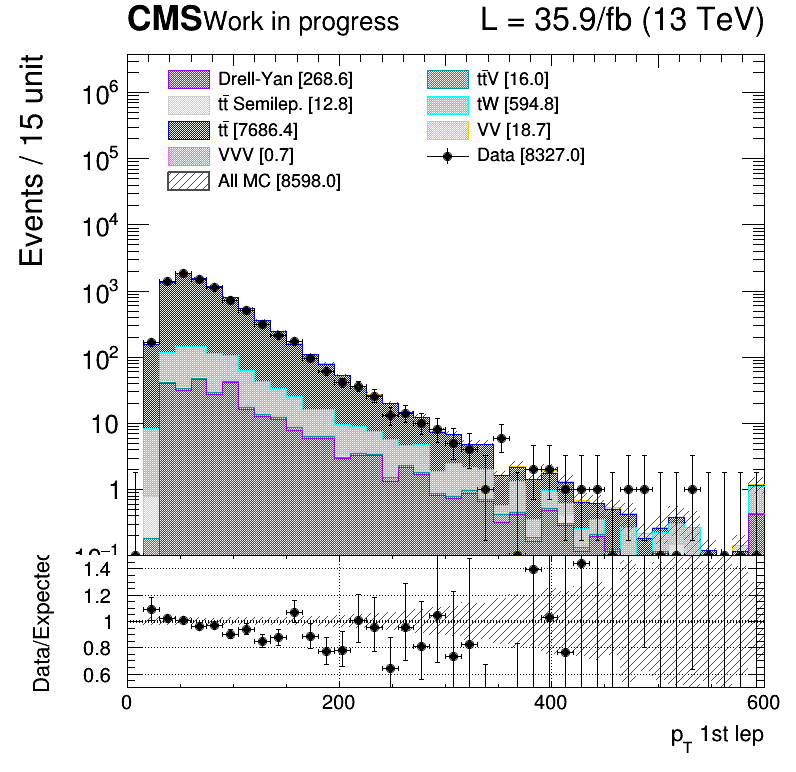 CMS Work in progress L = 35.9/fb (13 TeV)
Events / 15 unit
Drell-Yan [268.6]
tt̄ Semilep. [12.8]
tt̄ [7686.4]
VVV [0.7]
All MC [8598.0]
tt̄V [16.0]
tW [594.8]
VV [18.7]
Data [8327.0]
10⁶
10⁵
10⁴
10³
10²
10
1
10⁻¹
Data/Expected
1.4
1.2
1
0.8
0.6
0 200 400 600
p_T 1st lep